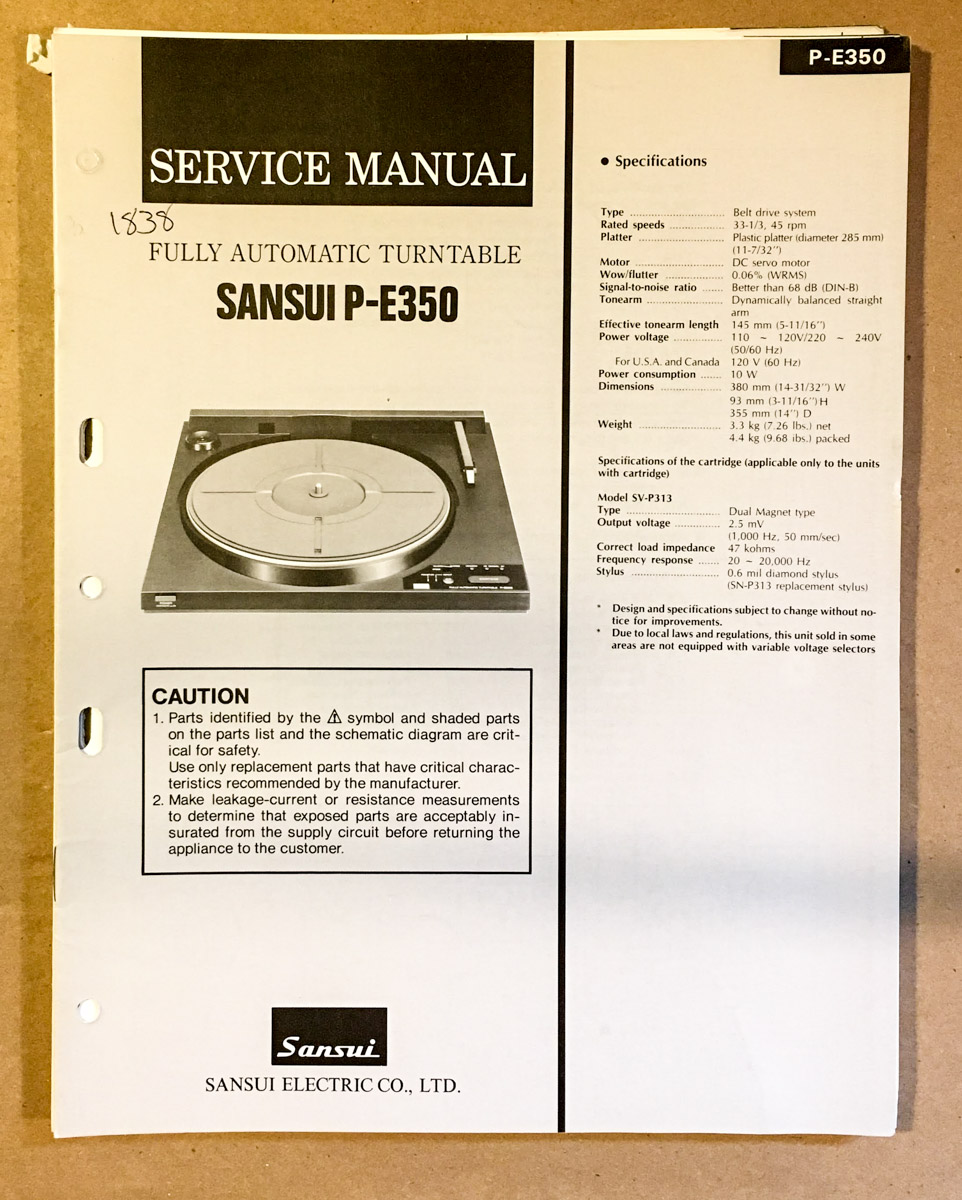 P-E350
SERVICE MANUAL
1838
FULLY AUTOMATIC TURNTABLE
SANSUI P-E350
CAUTION
1. Parts identified by the ⚠ symbol and shaded parts
on the parts list and the schematic diagram are crit-
ical for safety.
Use only replacement parts that have critical charac-
teristics recommended by the manufacturer.
2. Make leakage-current or resistance measurements
to determine that exposed parts are acceptably in-
surated from the supply circuit before returning the
appliance to the customer.
Sansui
SANSUI ELECTRIC CO., LTD.
● Specifications
Type ............................ Belt drive system
Rated speeds ................ 33-1/3, 45 rpm
Platter ......................... Plastic platter (diameter 285 mm)
(11-7/32")
Motor .......................... DC servo motor
Wow/flutter ................. 0.06% (WRMS)
Signal-to-noise ratio ...... Better than 68 dB (DIN-B)
Tonearm ...................... Dynamically balanced straight
arm
Effective tonearm length 145 mm (5-11/16")
Power voltage .............. 110 ~ 120V/220 ~ 240V
(50/60 Hz)
For U.S.A. and Canada 120 V (60 Hz)
Power consumption ...... 10 W
Dimensions .................. 380 mm (14-31/32") W
93 mm (3-11/16") H
355 mm (14") D
Weight ........................ 3.3 kg (7.26 lbs.) net
4.4 kg (9.68 ibs.) packed
Specifications of the cartridge (applicable only to the units
with cartridge)
Model SV-P313
Type ........................... Dual Magnet type
Output voltage ............. 2.5 mV
(1,000 Hz, 50 mm/sec)
Correct load impedance 47 kohms
Frequency response ...... 20 ~ 20,000 Hz
Stylus .......................... 0.6 mil diamond stylus
(SN-P313 replacement stylus)
* Design and specifications subject to change without no-
tice for improvements.
* Due to local laws and regulations, this unit sold in some
areas are not equipped with variable voltage selectors